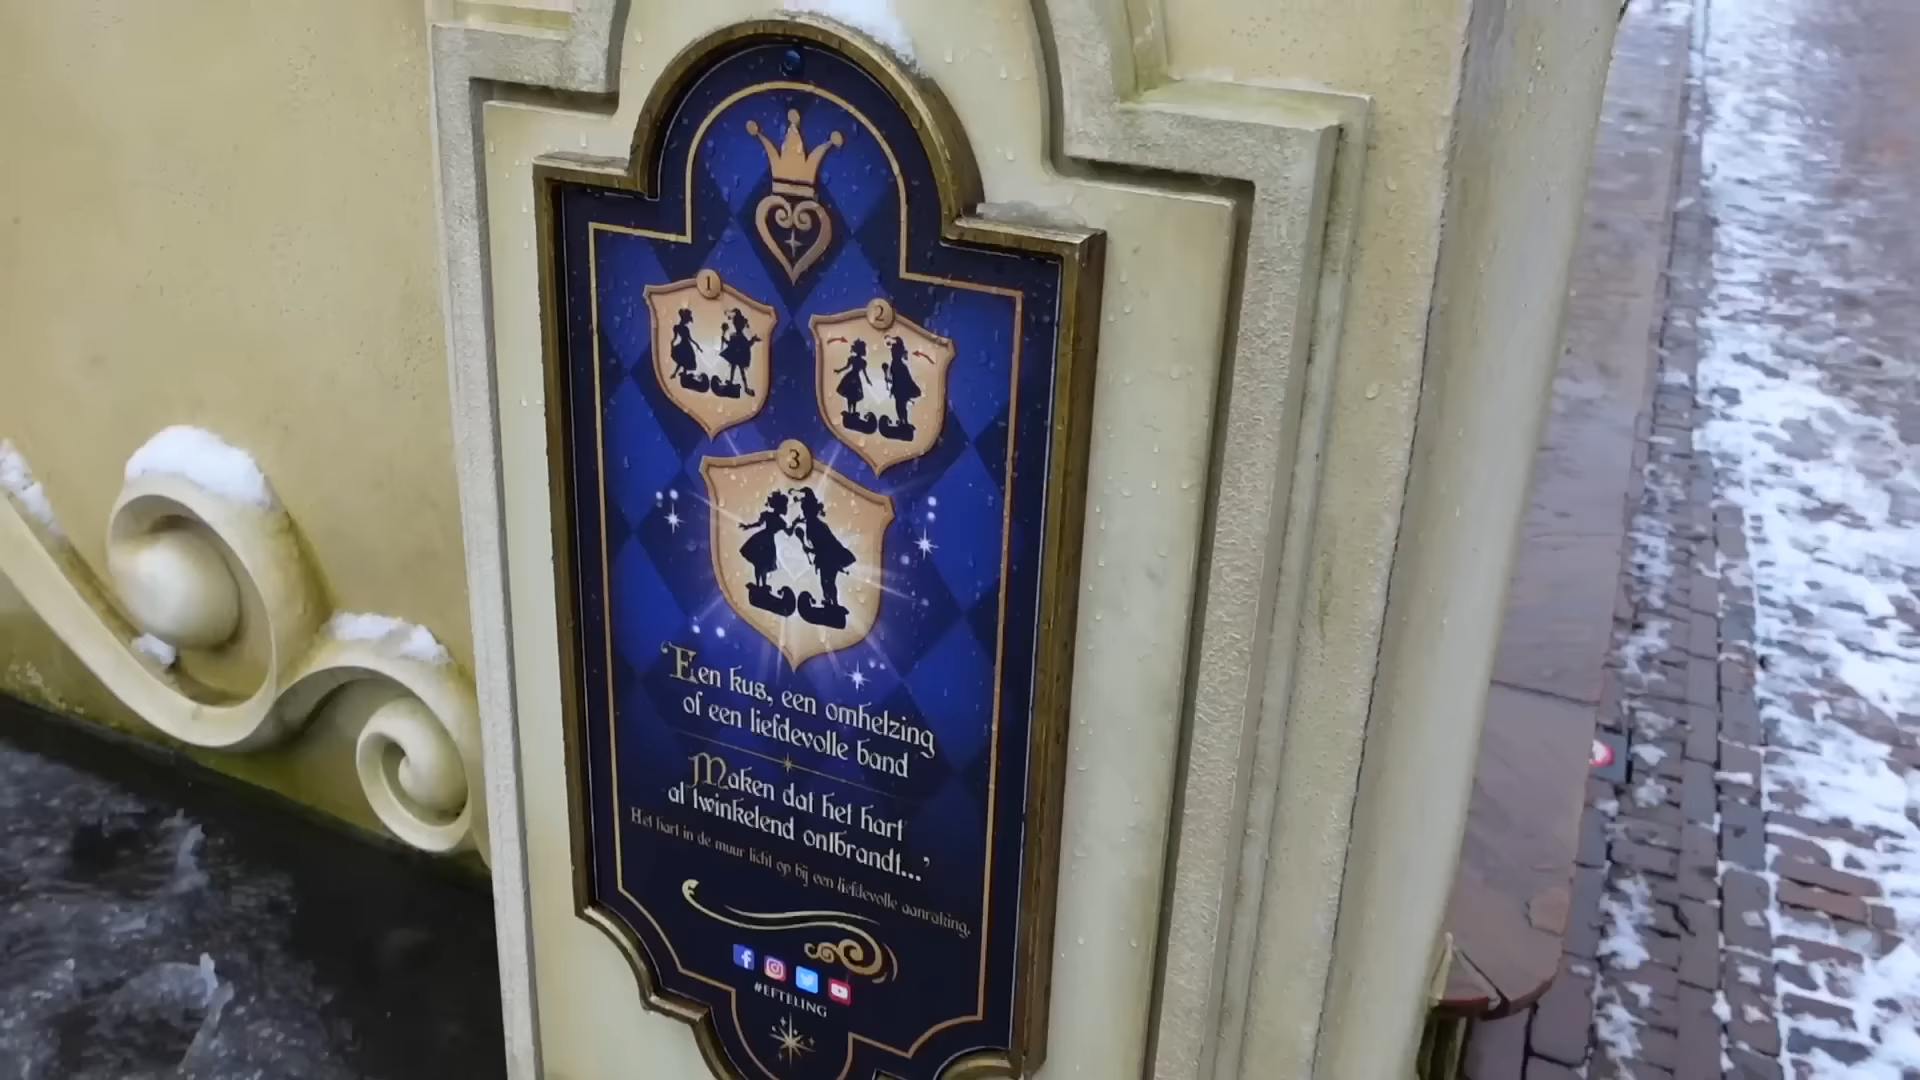 1
2
3
‘Een kus, een omhelzing
of een liefdevolle band
Maken dat het hart
al twinkelend ontbrandt...’
Het hart in de muur licht op bij een liefdevolle aanraking.
#EFTELING